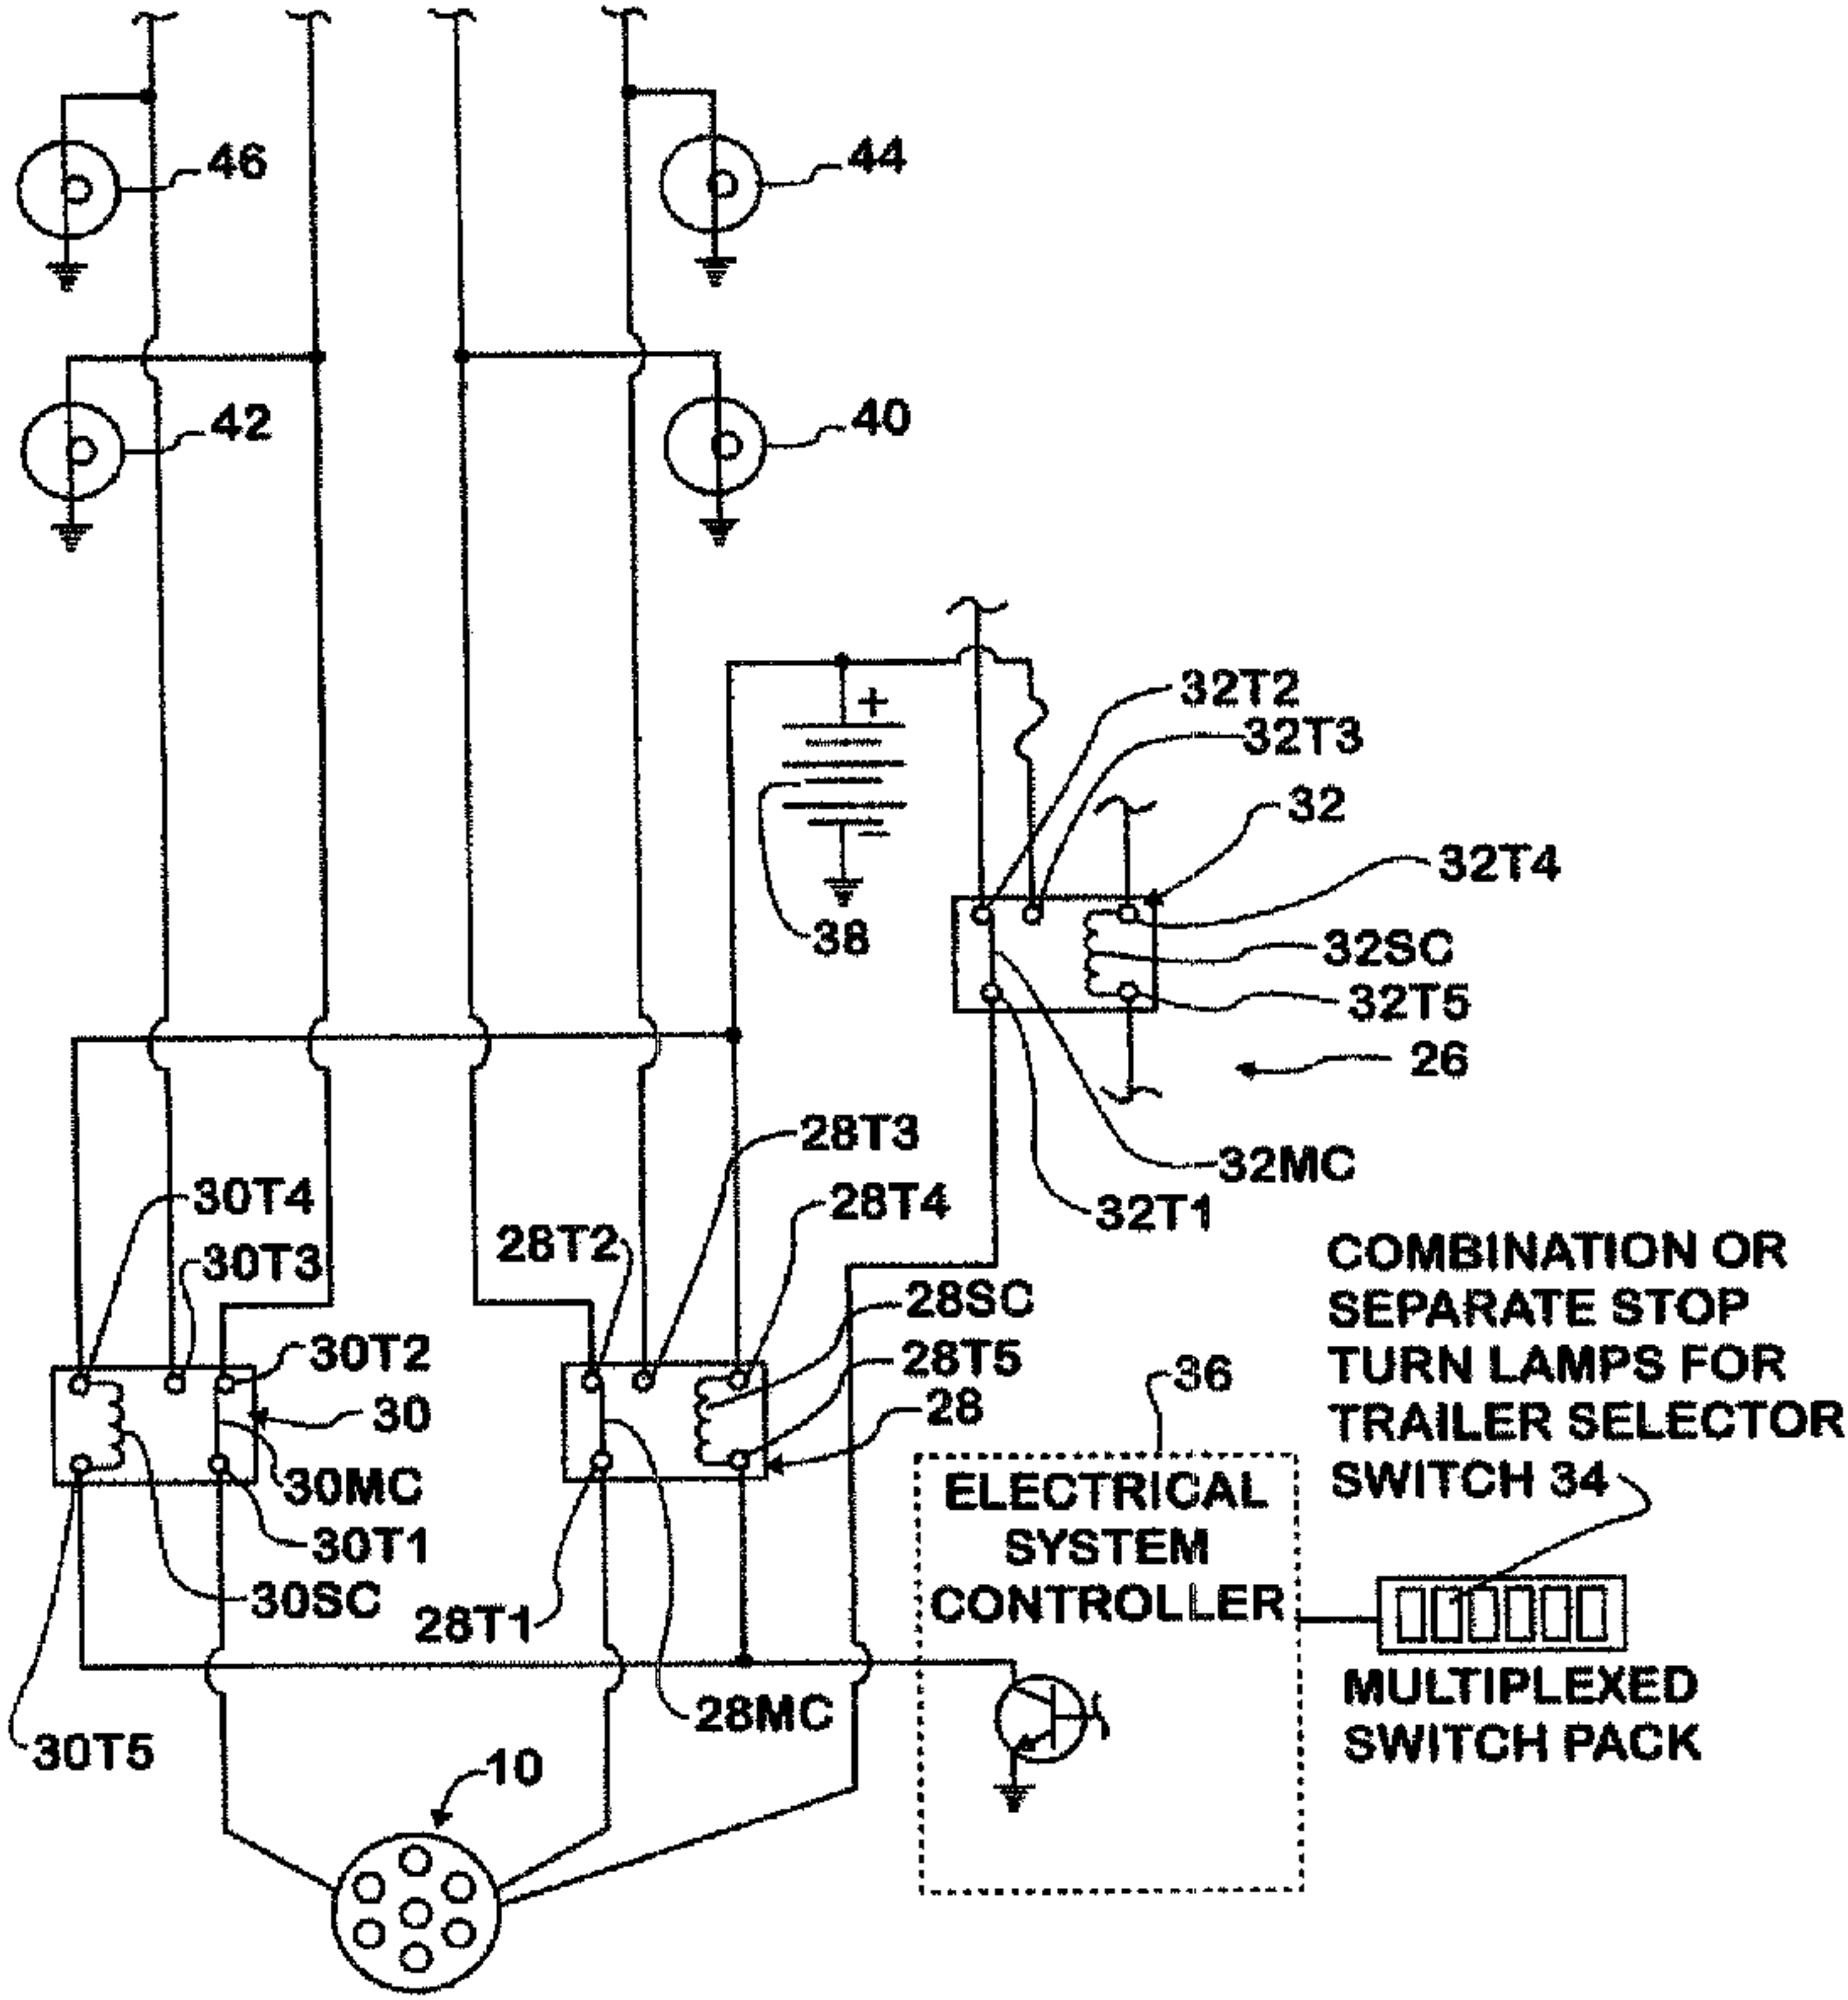 46
44
42
40
+
32T2
32T3
32
32T4
38
32SC
32T5
26
28T3
32MC
30T4
28T4
32T1
28T2
30T3
COMBINATION OR
SEPARATE STOP
TURN LAMPS FOR
TRAILER SELECTOR
SWITCH 34
28SC
30T2
28T5
36
30
28
30MC
ELECTRICAL
SYSTEM
CONTROLLER
30T1
30SC
28T1
28MC
MULTIPLEXED
SWITCH PACK
30T5
10